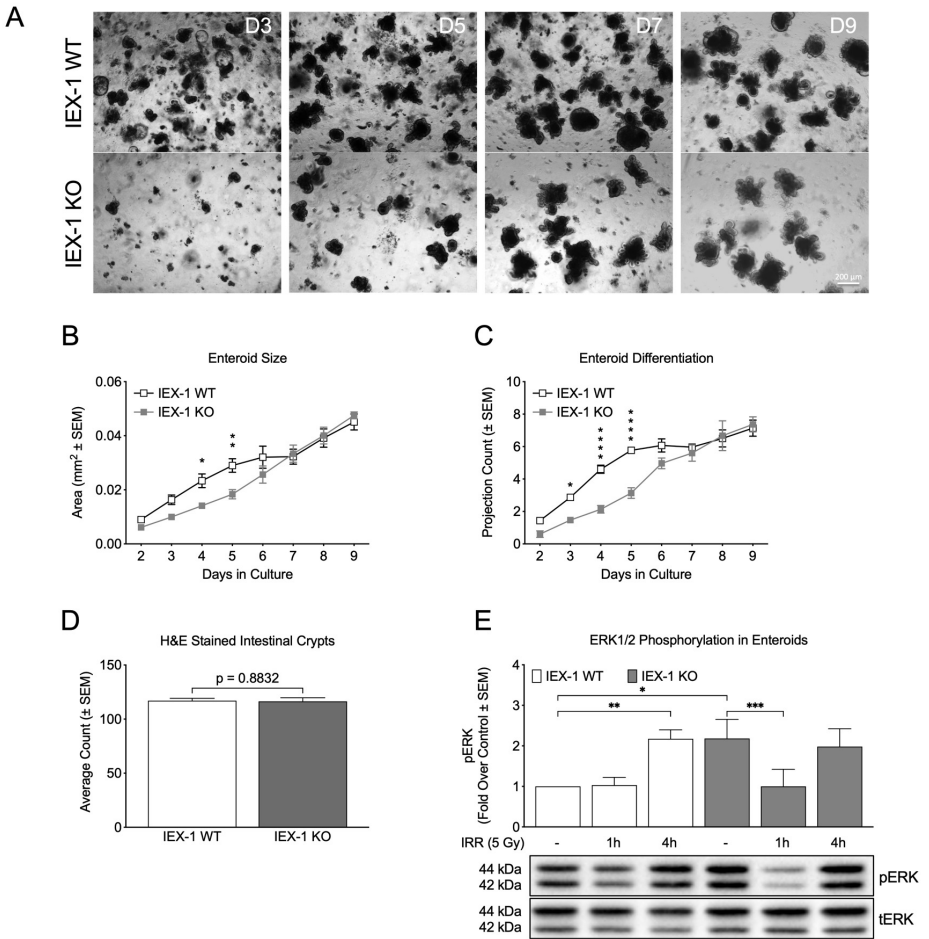 A
D3
D5
D7
D9
IEX-1 WT
IEX-1 KO
200 µm
B
Enteroid Size
IEX-1 WT
IEX-1 KO
Area (mm² ± SEM)
0.06
0.04
0.02
0.00
*
**
2 3 4 5 6 7 8 9
Days in Culture
C
Enteroid Differentiation
IEX-1 WT
IEX-1 KO
Projection Count (± SEM)
10
8
6
4
2
0
*
****
****
2 3 4 5 6 7 8 9
Days in Culture
D
H&E Stained Intestinal Crypts
Average Count (± SEM)
150
100
50
0
p = 0.8832
IEX-1 WT IEX-1 KO
E
ERK1/2 Phosphorylation in Enteroids
IEX-1 WT IEX-1 KO
pERK
(Fold Over Control ± SEM)
4
3
2
1
0
*
**
***
IRR (5 Gy) - 1h 4h - 1h 4h
44 kDa
42 kDa
pERK
44 kDa
42 kDa
tERK